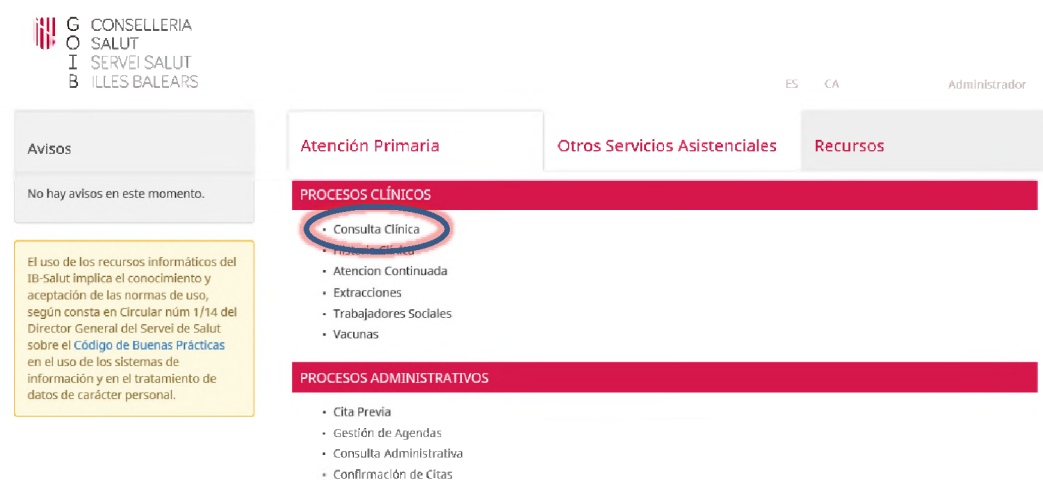 G CONSELLERIA
O SALUT
I SERVEI SALUT
B ILLES BALEARS
ES CA Administrador
Avisos
No hay avisos en este momento.
El uso de los recursos informáticos del
IB-Salut implica el conocimiento y
aceptación de las normas de uso,
según consta en Circular núm 1/14 del
Director General del Servei de Salut
sobre el Código de Buenas Prácticas
en el uso de los sistemas de
información y en el tratamiento de
datos de carácter personal.
Atención Primaria Otros Servicios Asistenciales Recursos
PROCESOS CLÍNICOS
• Consulta Clínica
• Historia Clínica
• Atencion Continuada
• Extracciones
• Trabajadores Sociales
• Vacunas
PROCESOS ADMINISTRATIVOS
• Cita Previa
• Gestión de Agendas
• Consulta Administrativa
• Confirmación de Citas